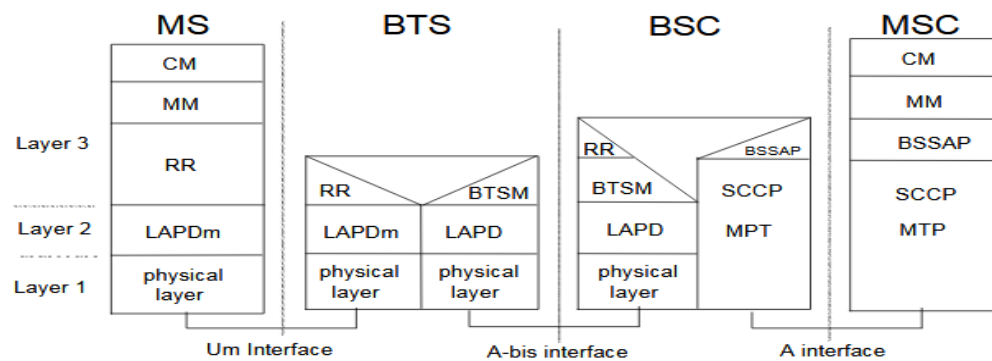 MS
BTS
BSC
MSC
Layer 3
Layer 2
Layer 1
CM
MM
RR
LAPDm
physical
layer
RR
BTSM
LAPDm
LAPD
physical
layer
physical
layer
RR
BTSM
LAPD
physical
layer
BSSAP
SCCP
MPT
CM
MM
BSSAP
SCCP
MTP
Um Interface
A-bis interface
A interface